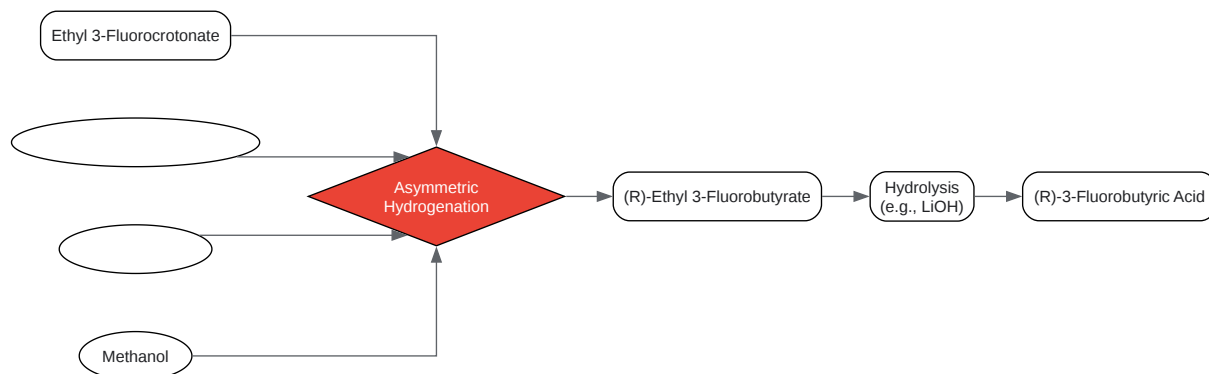 Ethyl 3-Fluorocrotonate
Asymmetric
Hydrogenation
(R)-Ethyl 3-Fluorobutyrate
Hydrolysis
(e.g., LiOH)
(R)-3-Fluorobutyric Acid
Methanol